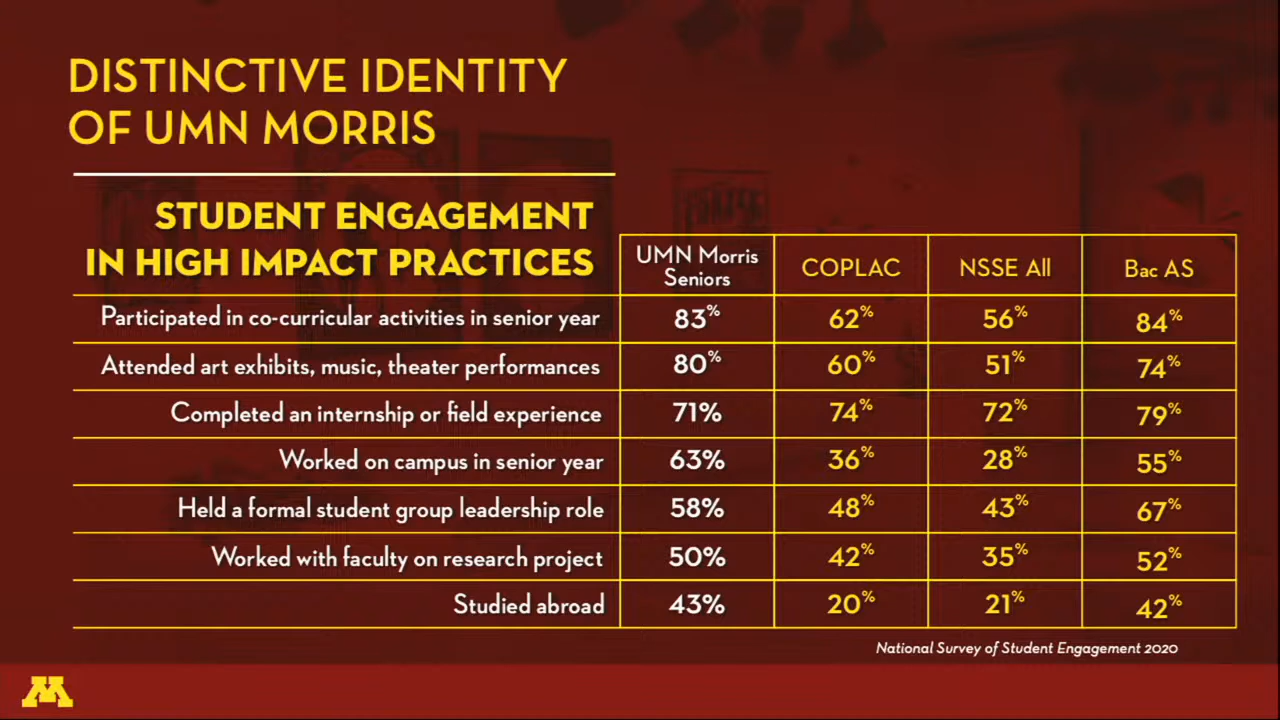 DISTINCTIVE IDENTITY
OF UMN MORRIS
STUDENT ENGAGEMENT
IN HIGH IMPACT PRACTICES
UMN Morris Seniors COPLAC NSSE All Bac AS
Participated in co-curricular activities in senior year 83% 62% 56% 84%
Attended art exhibits, music, theater performances 80% 60% 51% 74%
Completed an internship or field experience 71% 74% 72% 79%
Worked on campus in senior year 63% 36% 28% 55%
Held a formal student group leadership role 58% 48% 43% 67%
Worked with faculty on research project 50% 42% 35% 52%
Studied abroad 43% 20% 21% 42%
National Survey of Student Engagement 2020
M